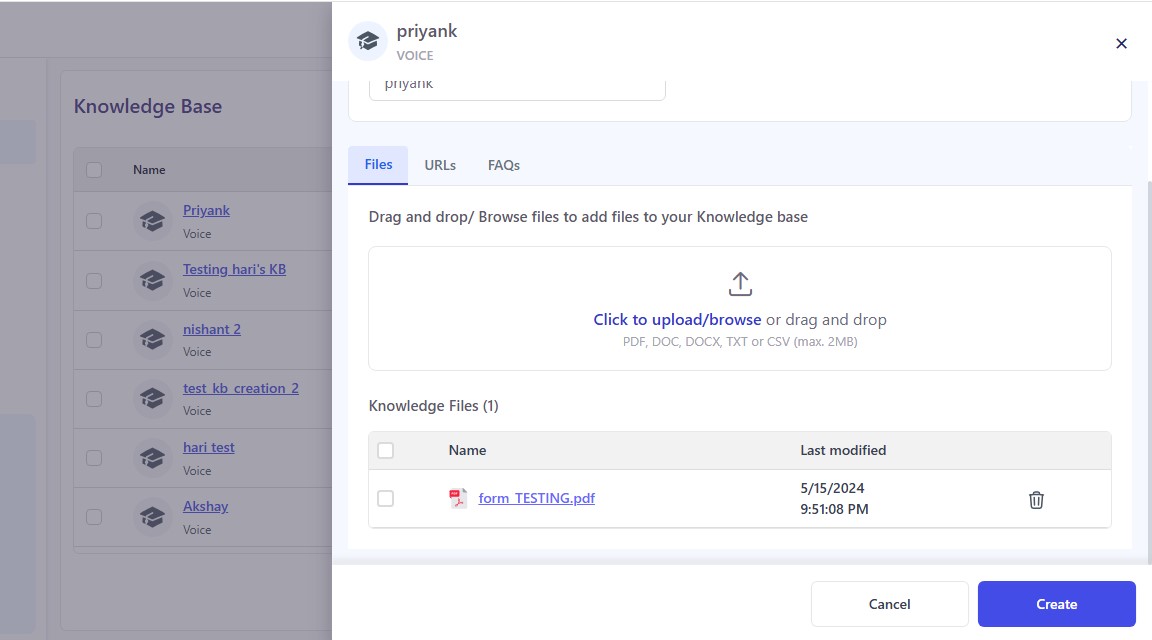 priyank
VOICE
priyank
Knowledge Base
Name
Priyank
Voice
Testing hari's KB
Voice
nishant 2
Voice
test_kb_creation_2
Voice
hari test
Voice
Akshay
Voice
Files URLs FAQs
Drag and drop/ Browse files to add files to your Knowledge base
Click to upload/browse or drag and drop
PDF, DOC, DOCX, TXT or CSV (max. 2MB)
Knowledge Files (1)
Name Last modified
form_TESTING.pdf 5/15/2024
9:51:08 PM
Cancel Create